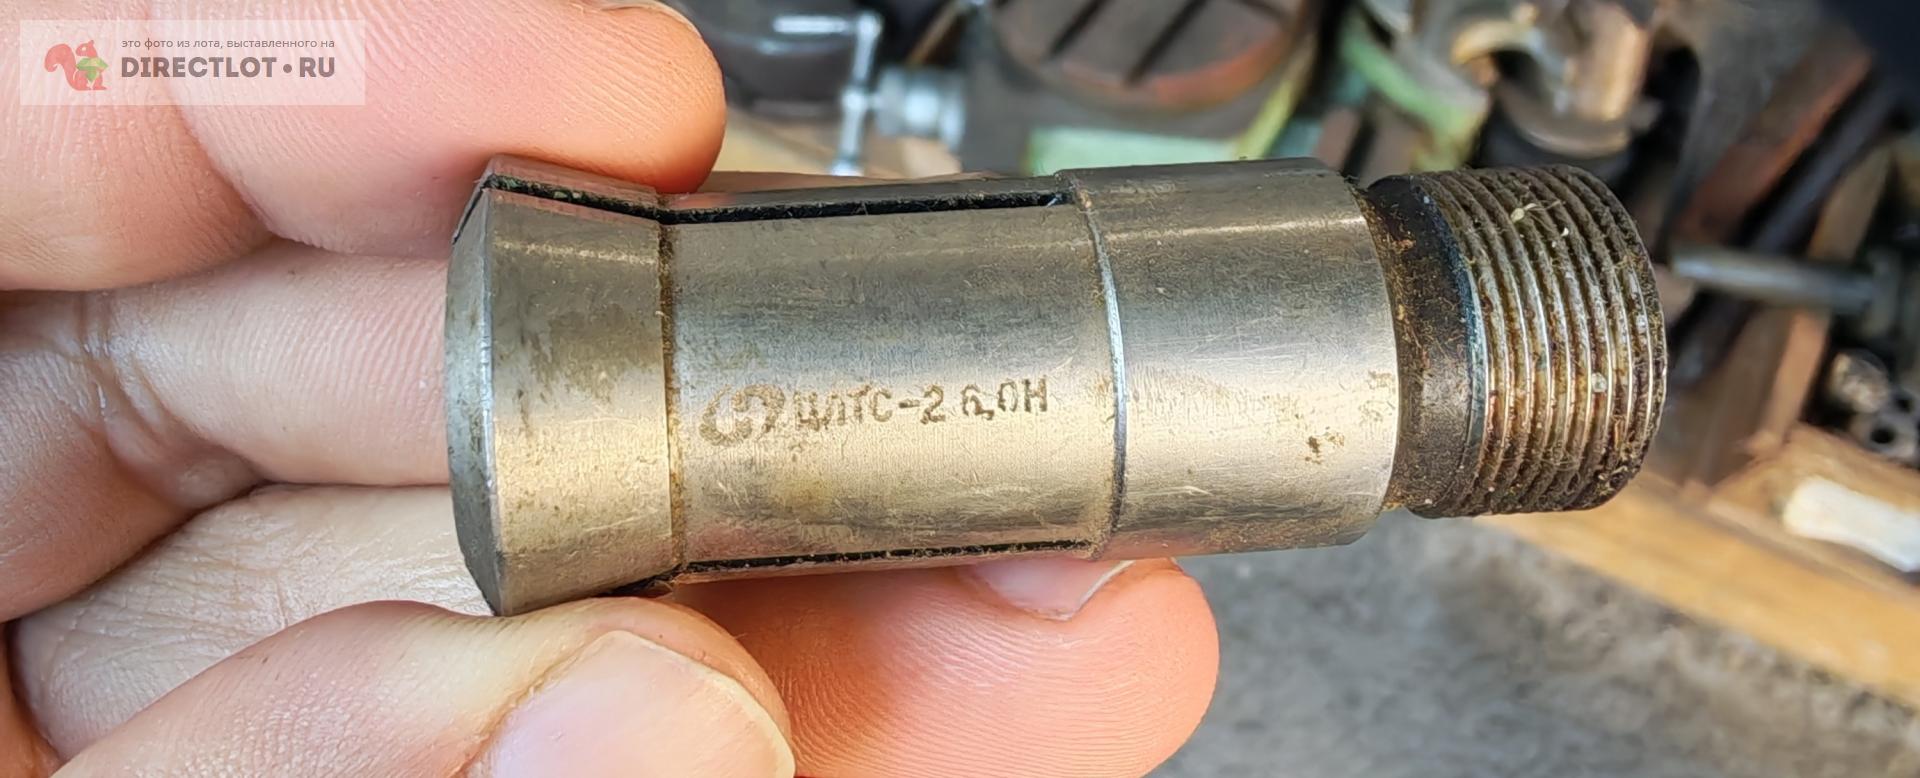 это фото из лота, выставленного на
DIRECTLOT•RU
ЦЛТС-2 6,0Н